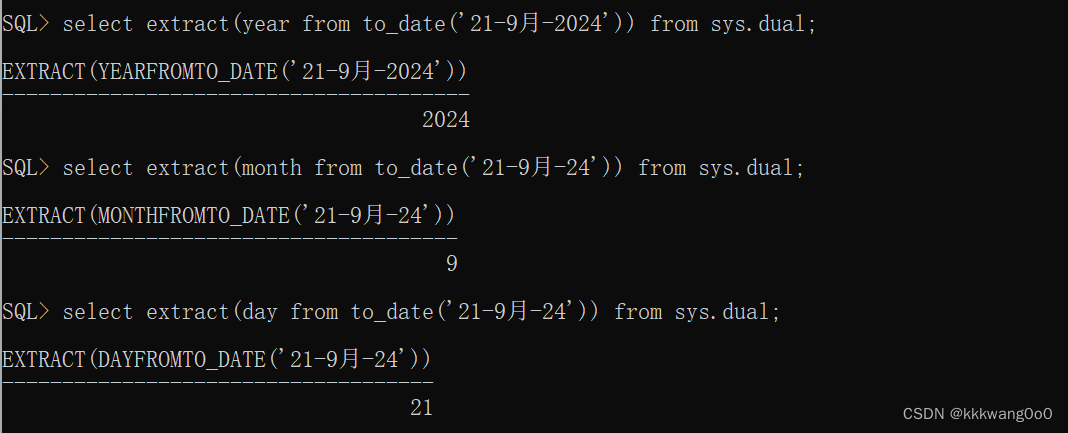 SQL> select extract(year from to_date('21-9月-2024')) from sys.dual;
EXTRACT(YEARFROMTO_DATE('21-9月-2024'))
---------------------------------------
2024
SQL> select extract(month from to_date('21-9月-24')) from sys.dual;
EXTRACT(MONTHFROMTO_DATE('21-9月-24'))
--------------------------------------
9
SQL> select extract(day from to_date('21-9月-24')) from sys.dual;
EXTRACT(DAYFROMTO_DATE('21-9月-24'))
------------------------------------
21
CSDN @kkkwang0o0